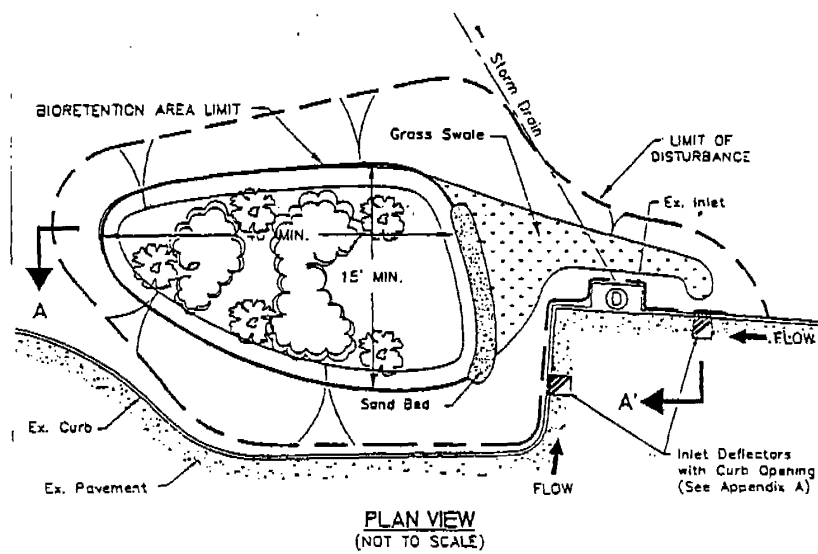 Storm Drain
BIORETENTION AREA LIMIT
Grass Swale
LIMIT OF
DISTURBANCE
Ex. Inlet
MIN.
15' MIN.
A
D
FLOW
A'
Sand Bed
Ex. Curb
Ex. Pavement
FLOW
Inlet Deflectors
with Curb Opening
(See Appendix A)
PLAN VIEW
(NOT TO SCALE)